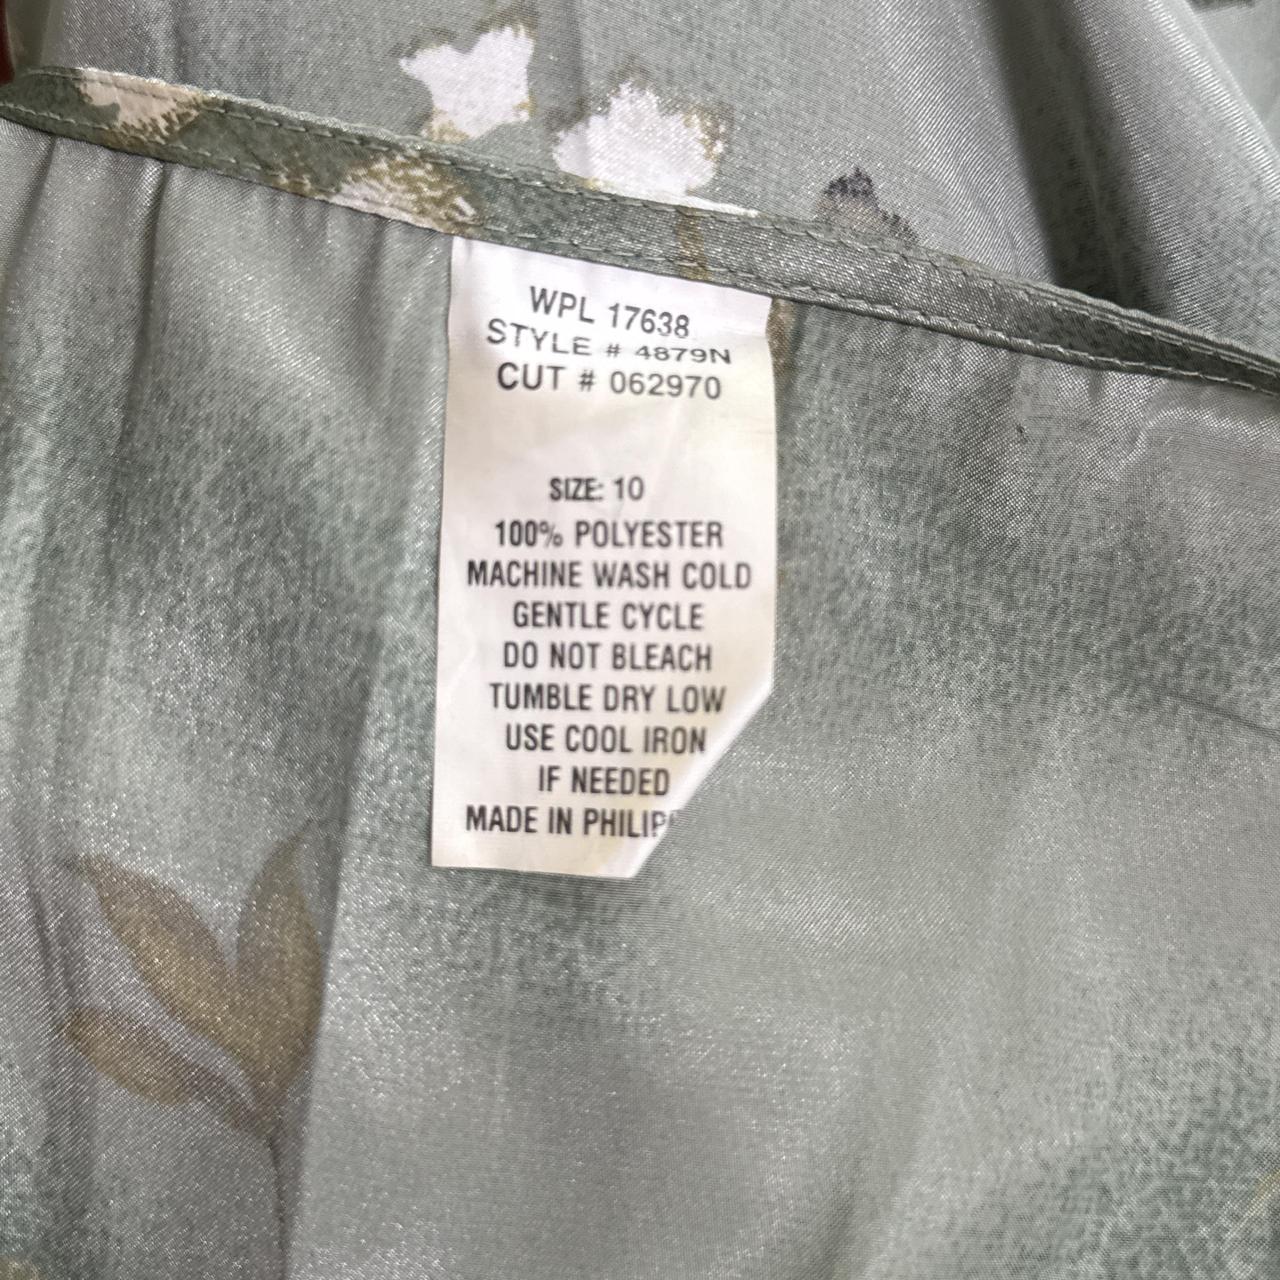 WPL 17638
STYLE # 4879N
CUT # 062970
SIZE: 10
100% POLYESTER
MACHINE WASH COLD
GENTLE CYCLE
DO NOT BLEACH
TUMBLE DRY LOW
USE COOL IRON
IF NEEDED
MADE IN PHILIP